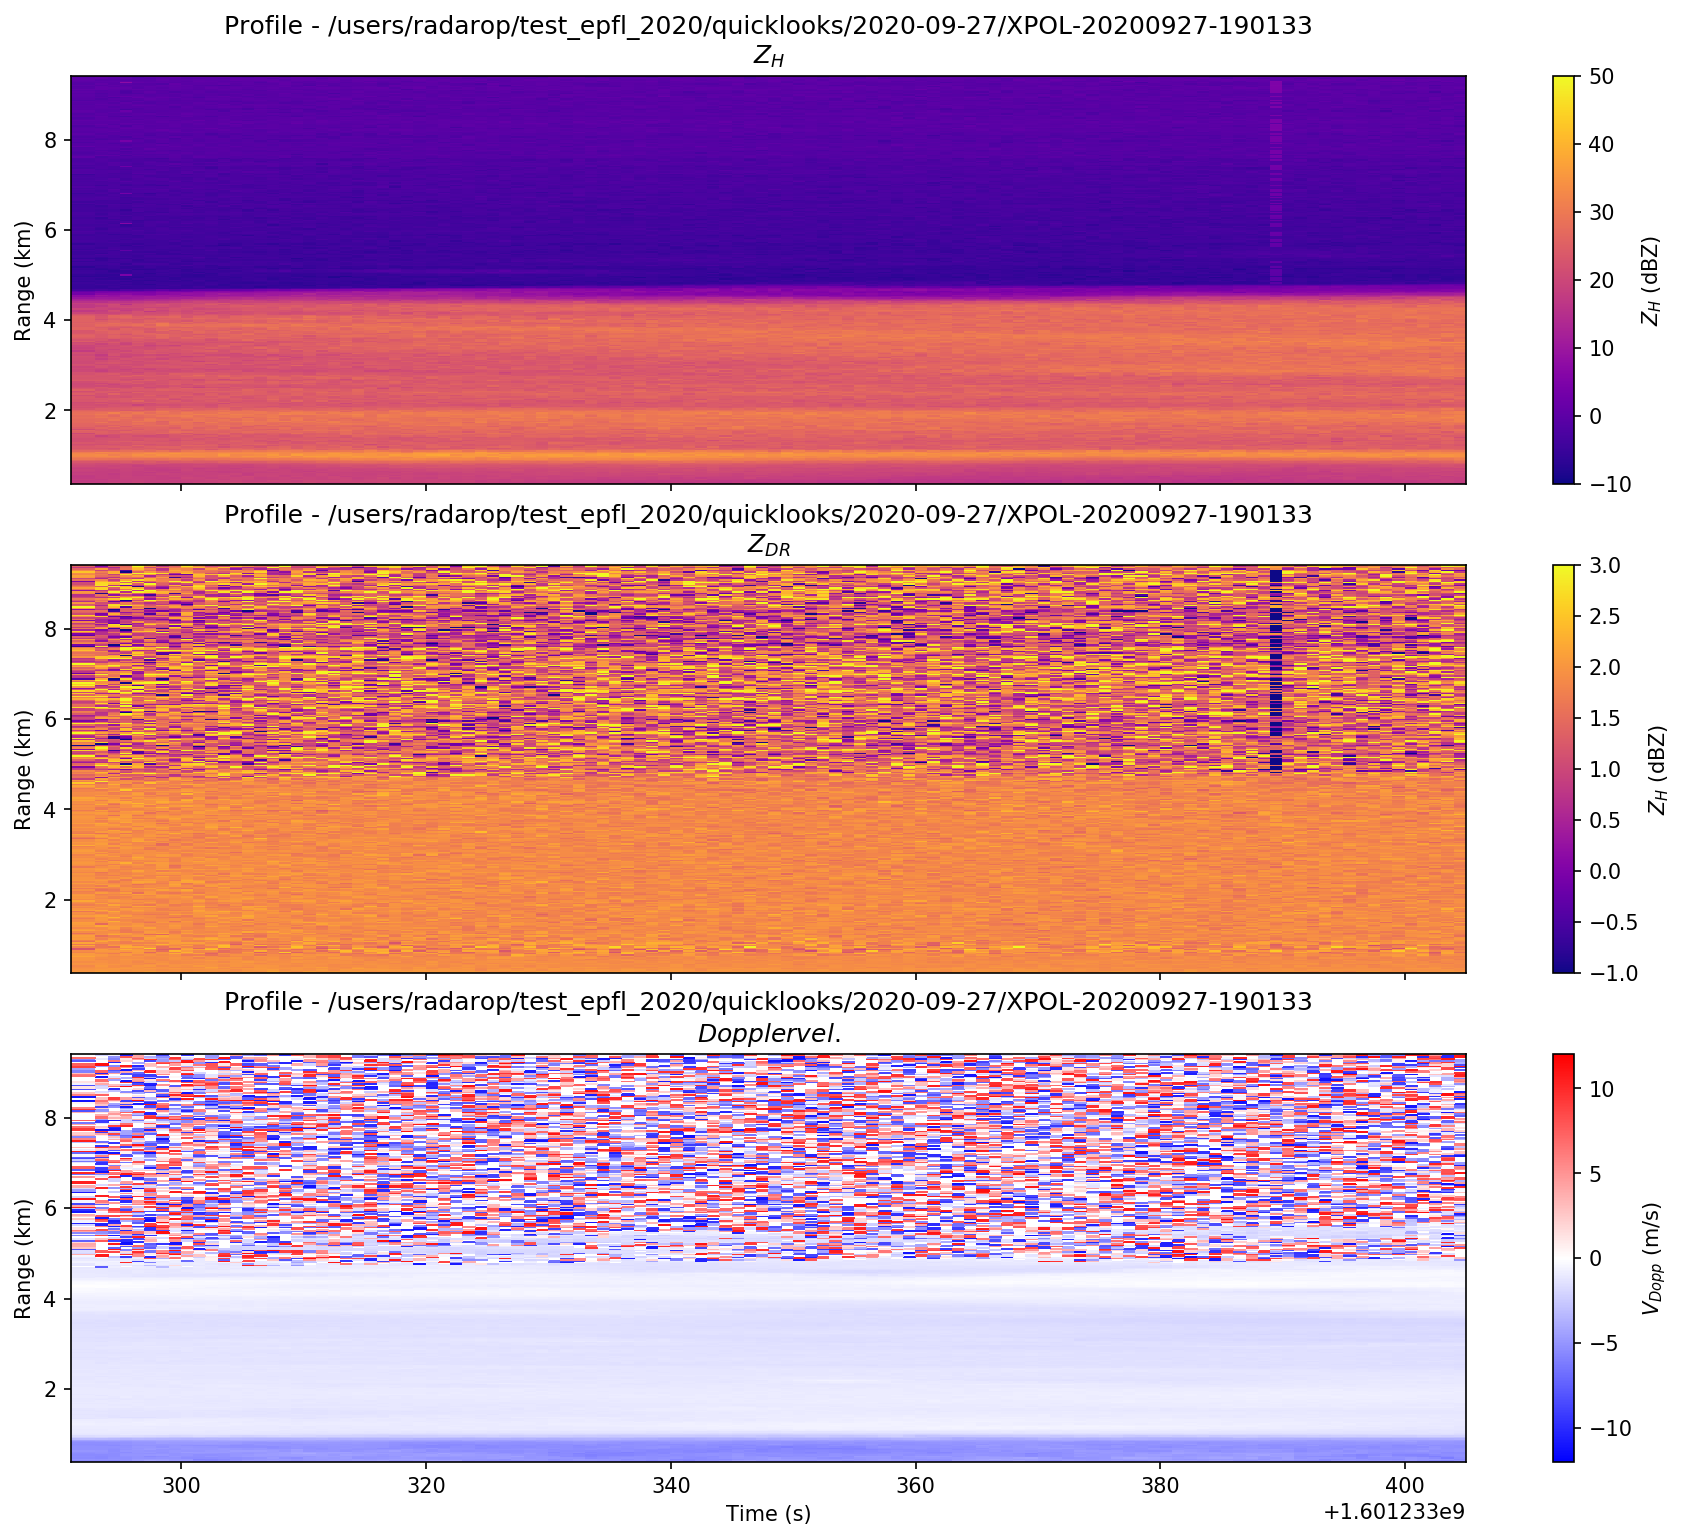 Profile - /users/radarop/test_epfl_2020/quicklooks/2020-09-27/XPOL-20200927-190133
Z_H
8
6
4
2
Range (km)
50
40
30
20
10
0
−10
Z_H (dBZ)
Profile - /users/radarop/test_epfl_2020/quicklooks/2020-09-27/XPOL-20200927-190133
Z_DR
8
6
4
2
Range (km)
3.0
2.5
2.0
1.5
1.0
0.5
0.0
−0.5
−1.0
Z_H (dBZ)
Profile - /users/radarop/test_epfl_2020/quicklooks/2020-09-27/XPOL-20200927-190133
Dopplervel.
8
6
4
2
Range (km)
10
5
0
−5
−10
V_Dopp (m/s)
300 320 340 360 380 400
Time (s)
+1.601233e9